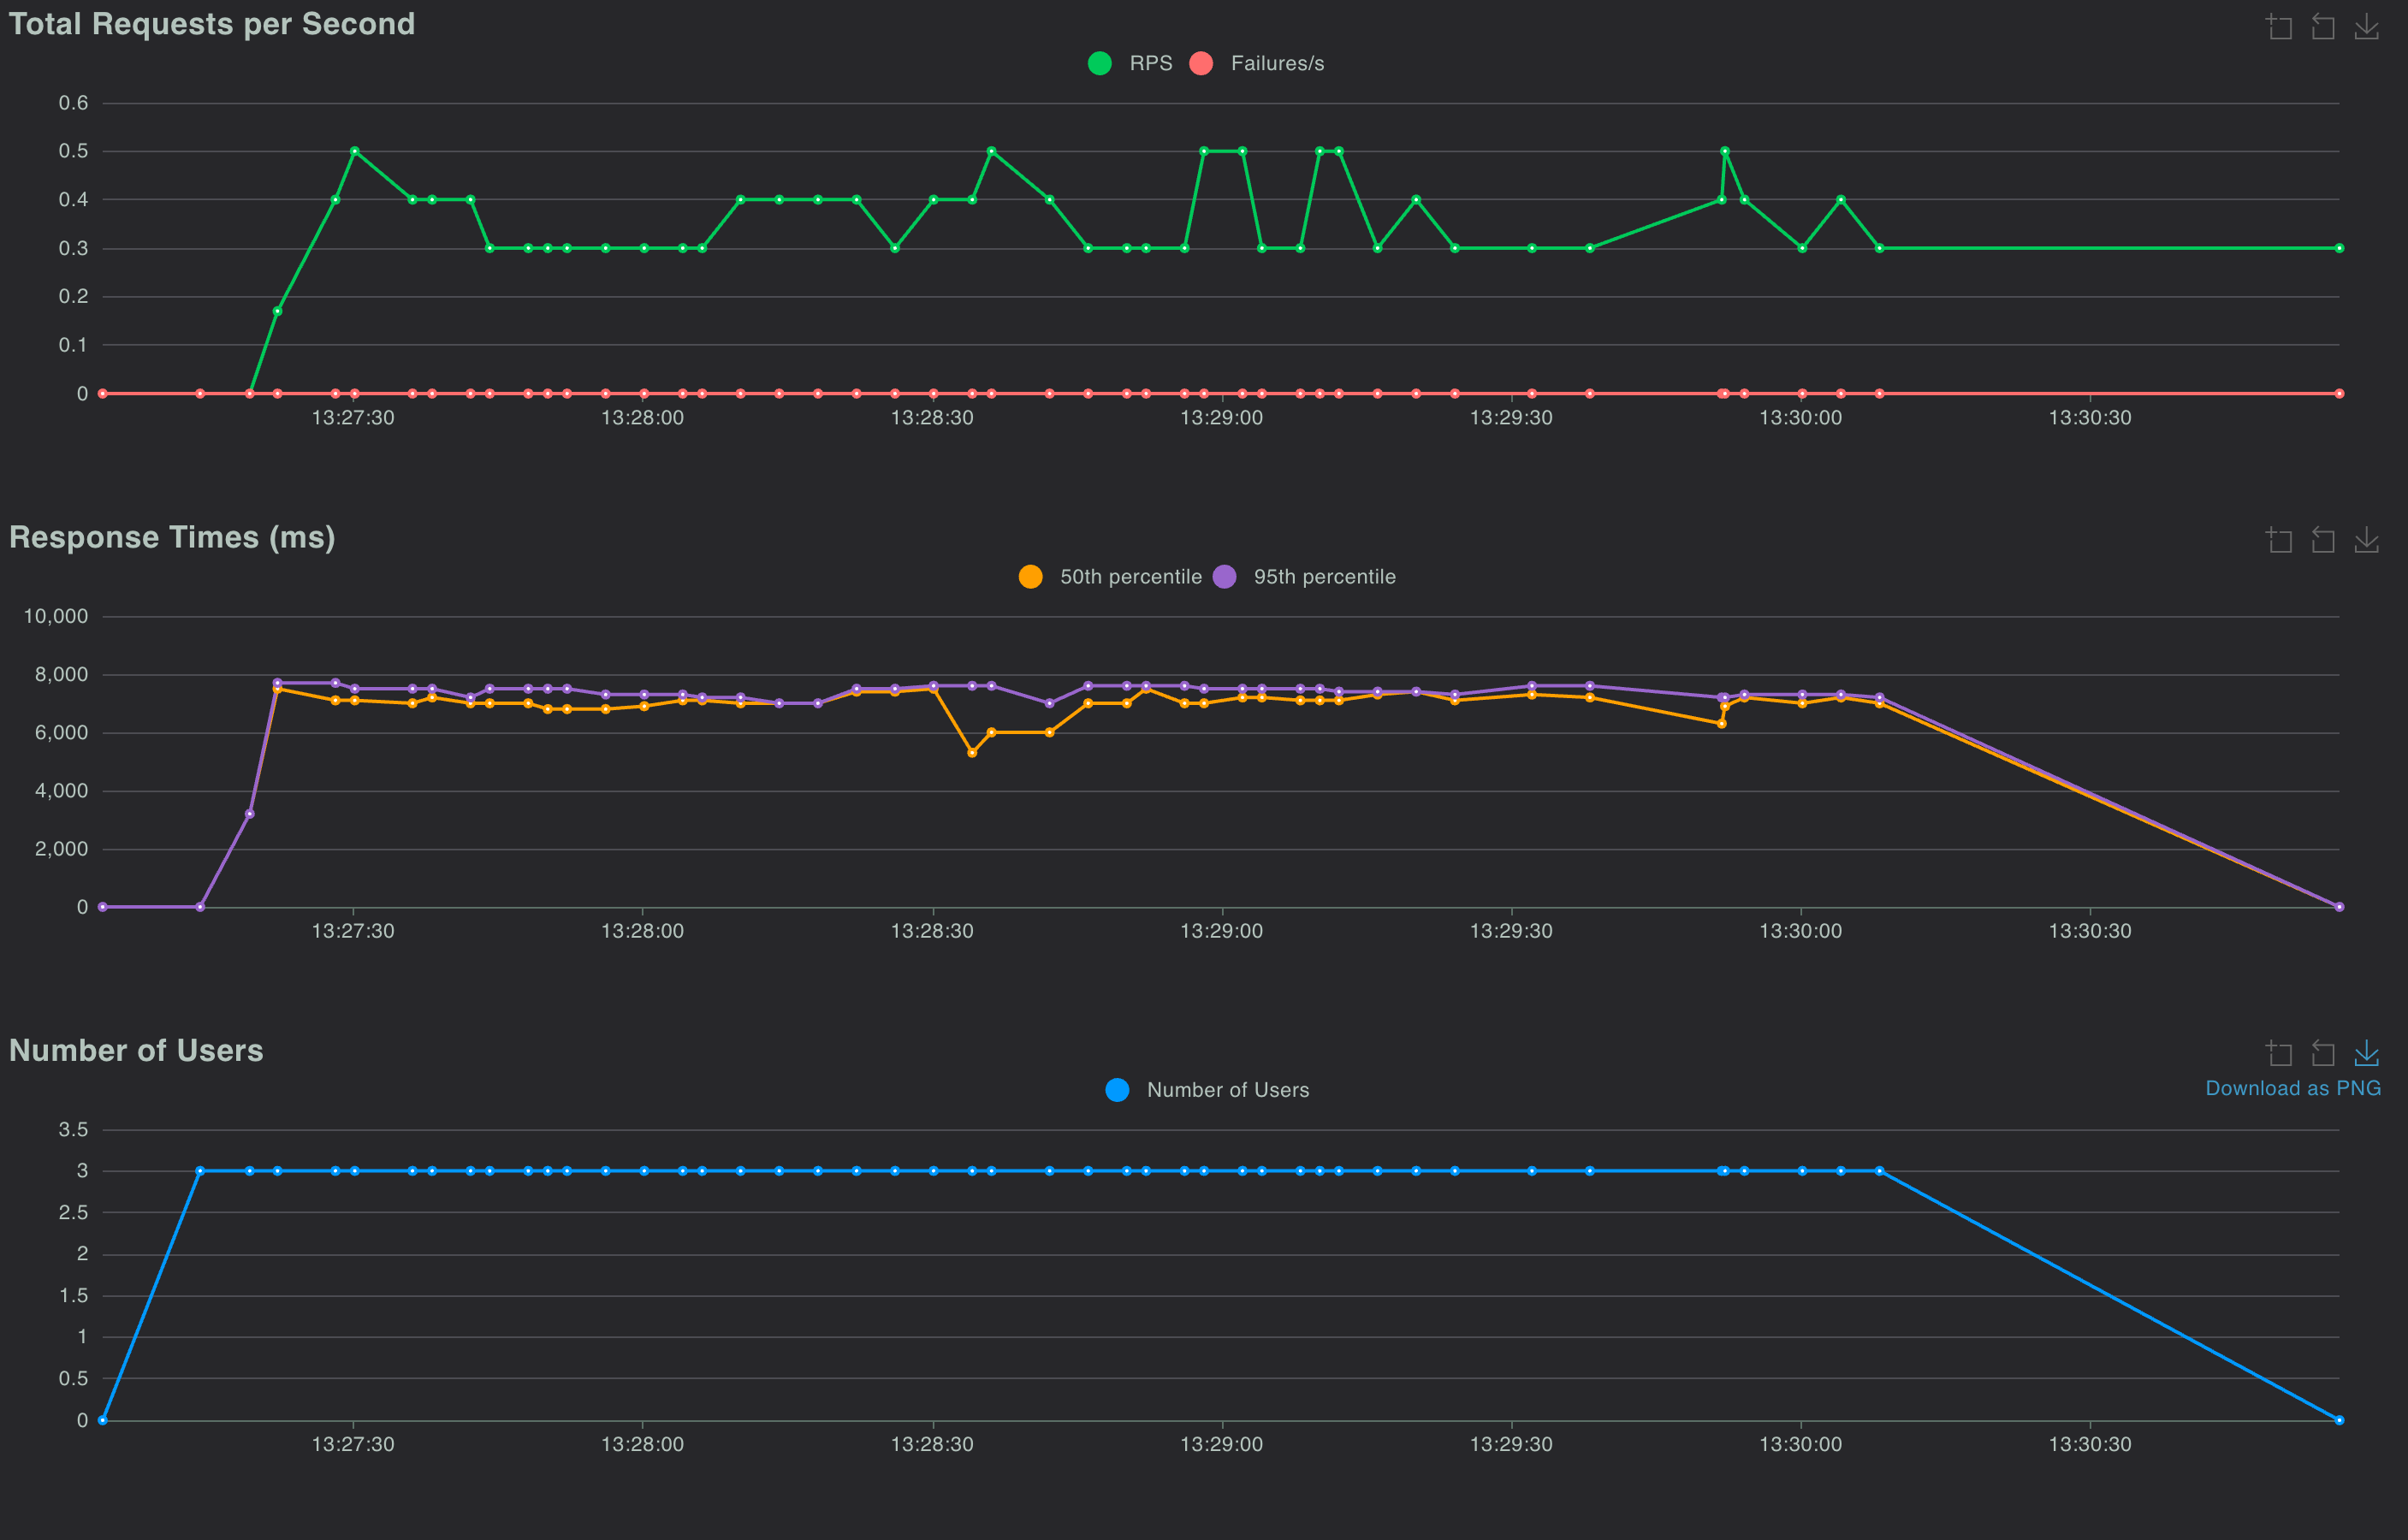 Total Requests per Second
RPS Failures/s
0.6
0.5
0.4
0.3
0.2
0.1
0
13:27:30 13:28:00 13:28:30 13:29:00 13:29:30 13:30:00 13:30:30
Response Times (ms)
50th percentile 95th percentile
10,000
8,000
6,000
4,000
2,000
0
13:27:30 13:28:00 13:28:30 13:29:00 13:29:30 13:30:00 13:30:30
Number of Users
Download as PNG
Number of Users
3.5
3
2.5
2
1.5
1
0.5
0
13:27:30 13:28:00 13:28:30 13:29:00 13:29:30 13:30:00 13:30:30